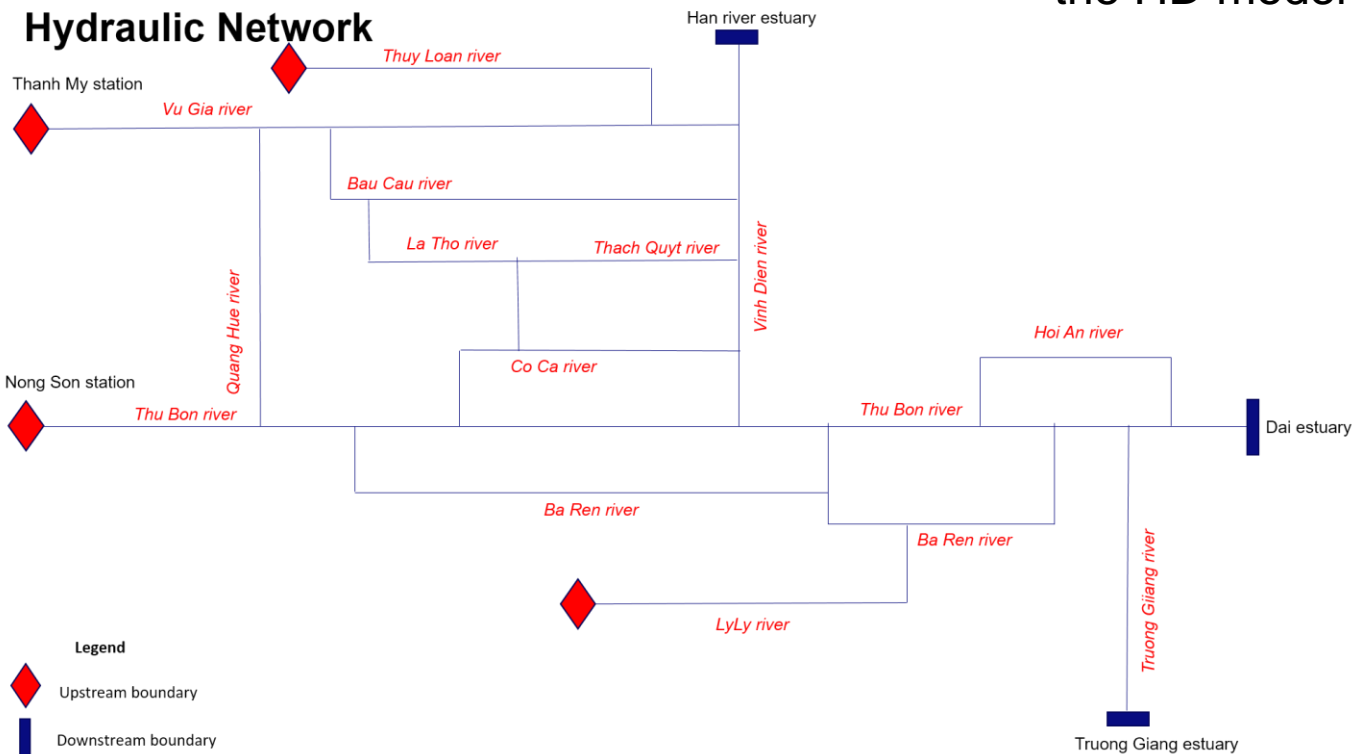 the HD model
Hydraulic Network
Han river estuary
Thuy Loan river
Thanh My station
Vu Gia river
Bau Cau river
La Tho river
Thach Quyt river
Vinh Dien river
Quang Hue river
Hoi An river
Co Ca river
Nong Son station
Thu Bon river
Thu Bon river
Dai estuary
Ba Ren river
Ba Ren river
Truong Giiang river
LyLy river
Legend
Upstream boundary
Downstream boundary
Truong Giang estuary